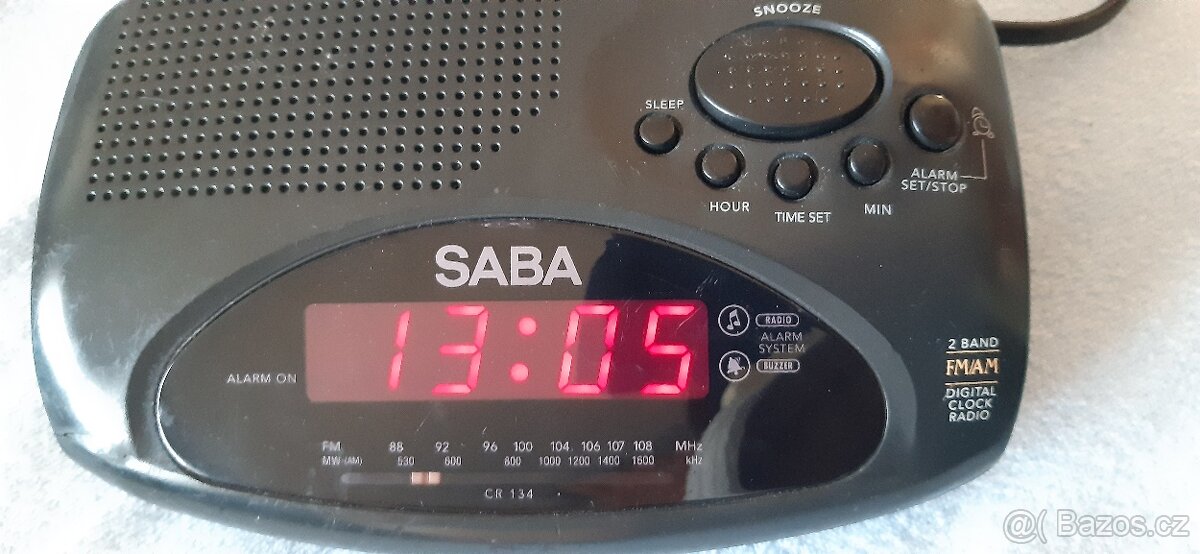 SNOOZE
SLEEP
ALARM
SET/STOP
HOUR
TIME SET
MIN
SABA
13:05
RADIO
ALARM
SYSTEM
BUZZER
ALARM ON
2 BAND
FM/AM
DIGITAL
CLOCK
RADIO
FM 88 92 96 100 104 106 107 108 MHz
MW-(AM) 530 600 800 1000 1200 1400 1600 kHz
CR 134
@( Bazos.cz